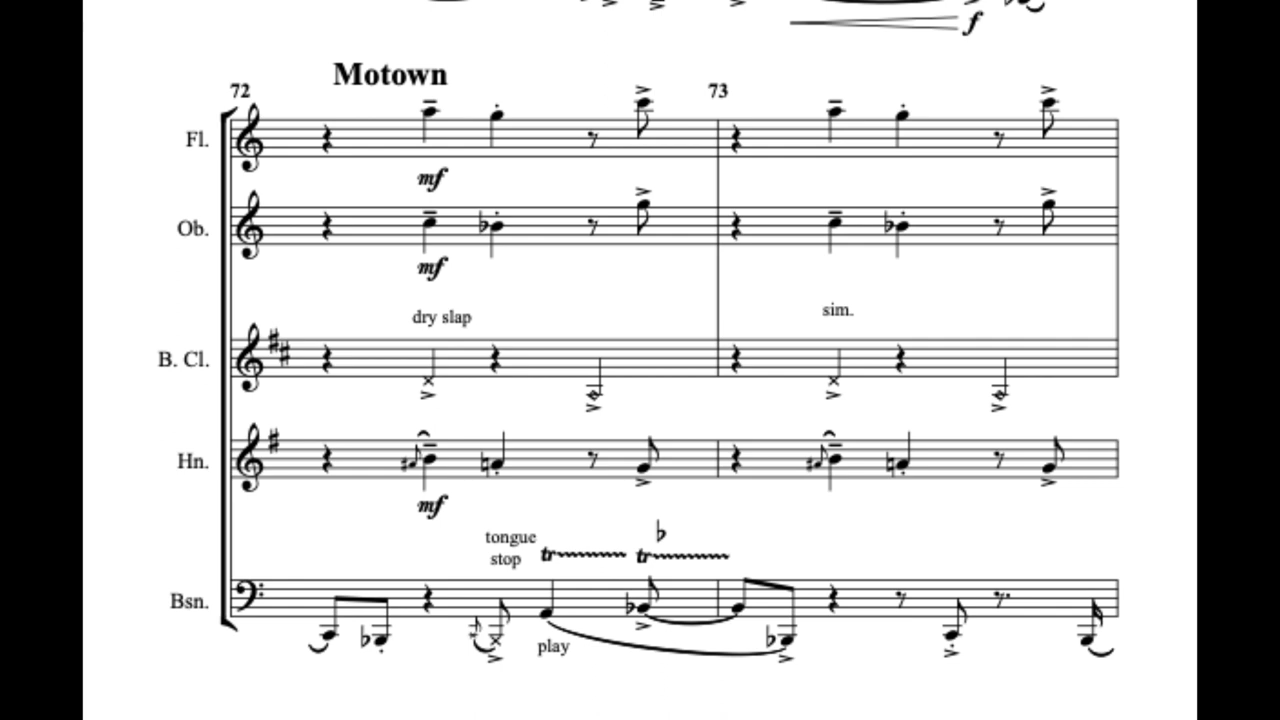 f
Motown
72 73
Fl.
mf
Ob.
mf
dry slap sim.
B. Cl.
Hn.
mf
tongue
stop tr tr
Bsn.
play